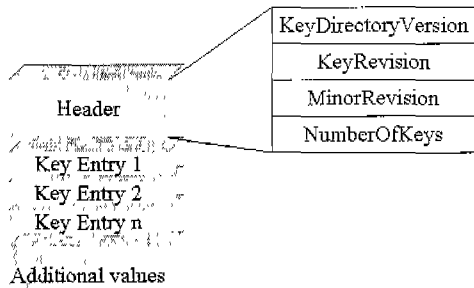 KeyDirectoryVersion
KeyRevision
MinorRevision
NumberOfKeys
Header
Key Entry 1
Key Entry 2
Key Entry n
Additional values